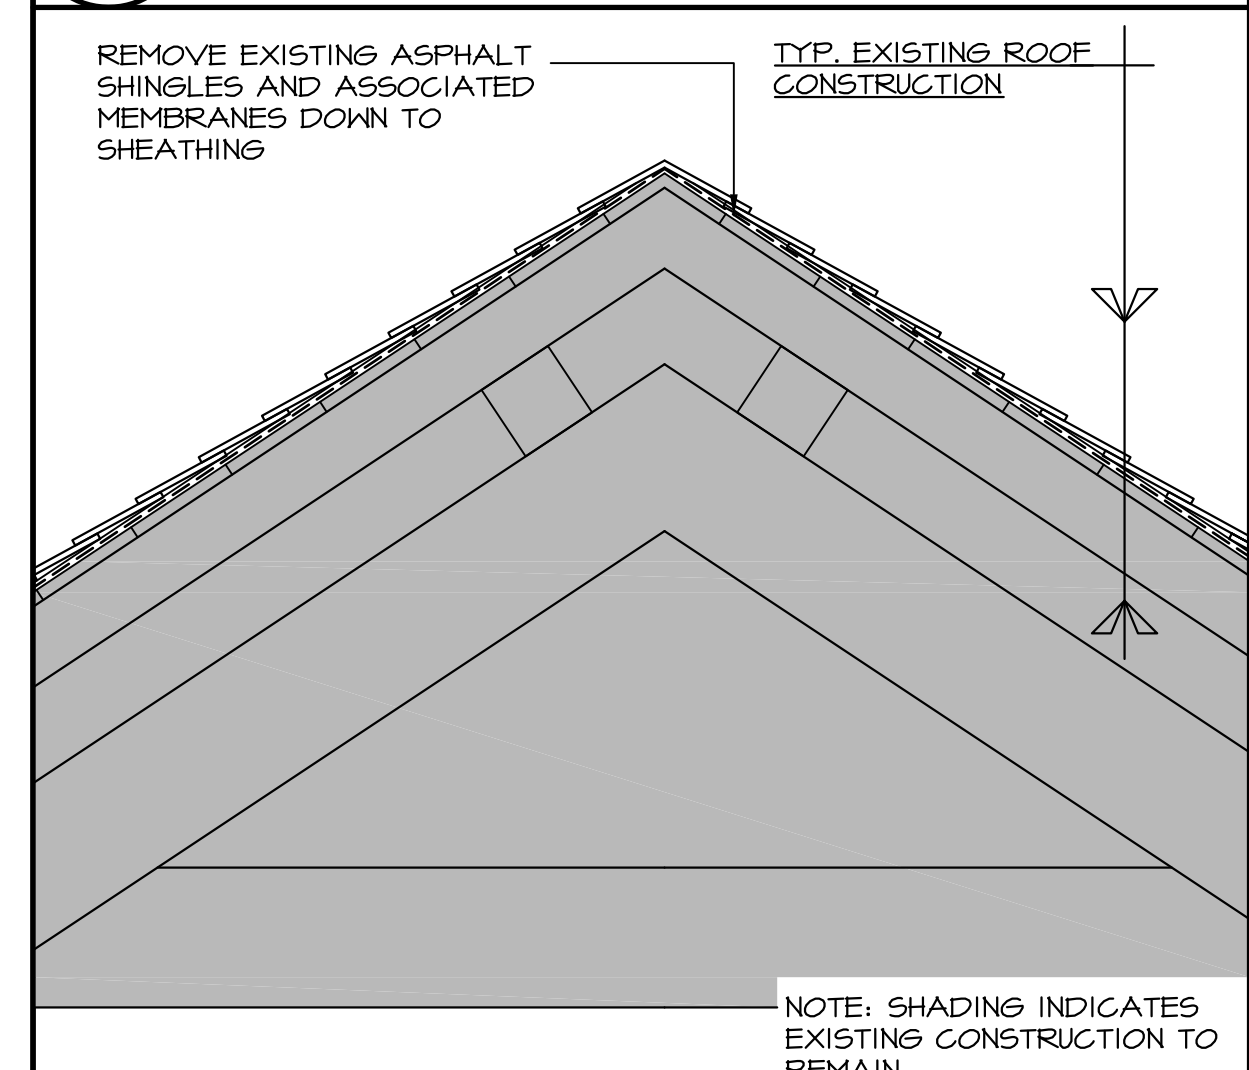 REMOVE EXISTING ASPHALT
SHINGLES AND ASSOCIATED
MEMBRANES DOWN TO
SHEATHING
TYP. EXISTING ROOF
CONSTRUCTION
NOTE: SHADING INDICATES
EXISTING CONSTRUCTION TO
REMAIN